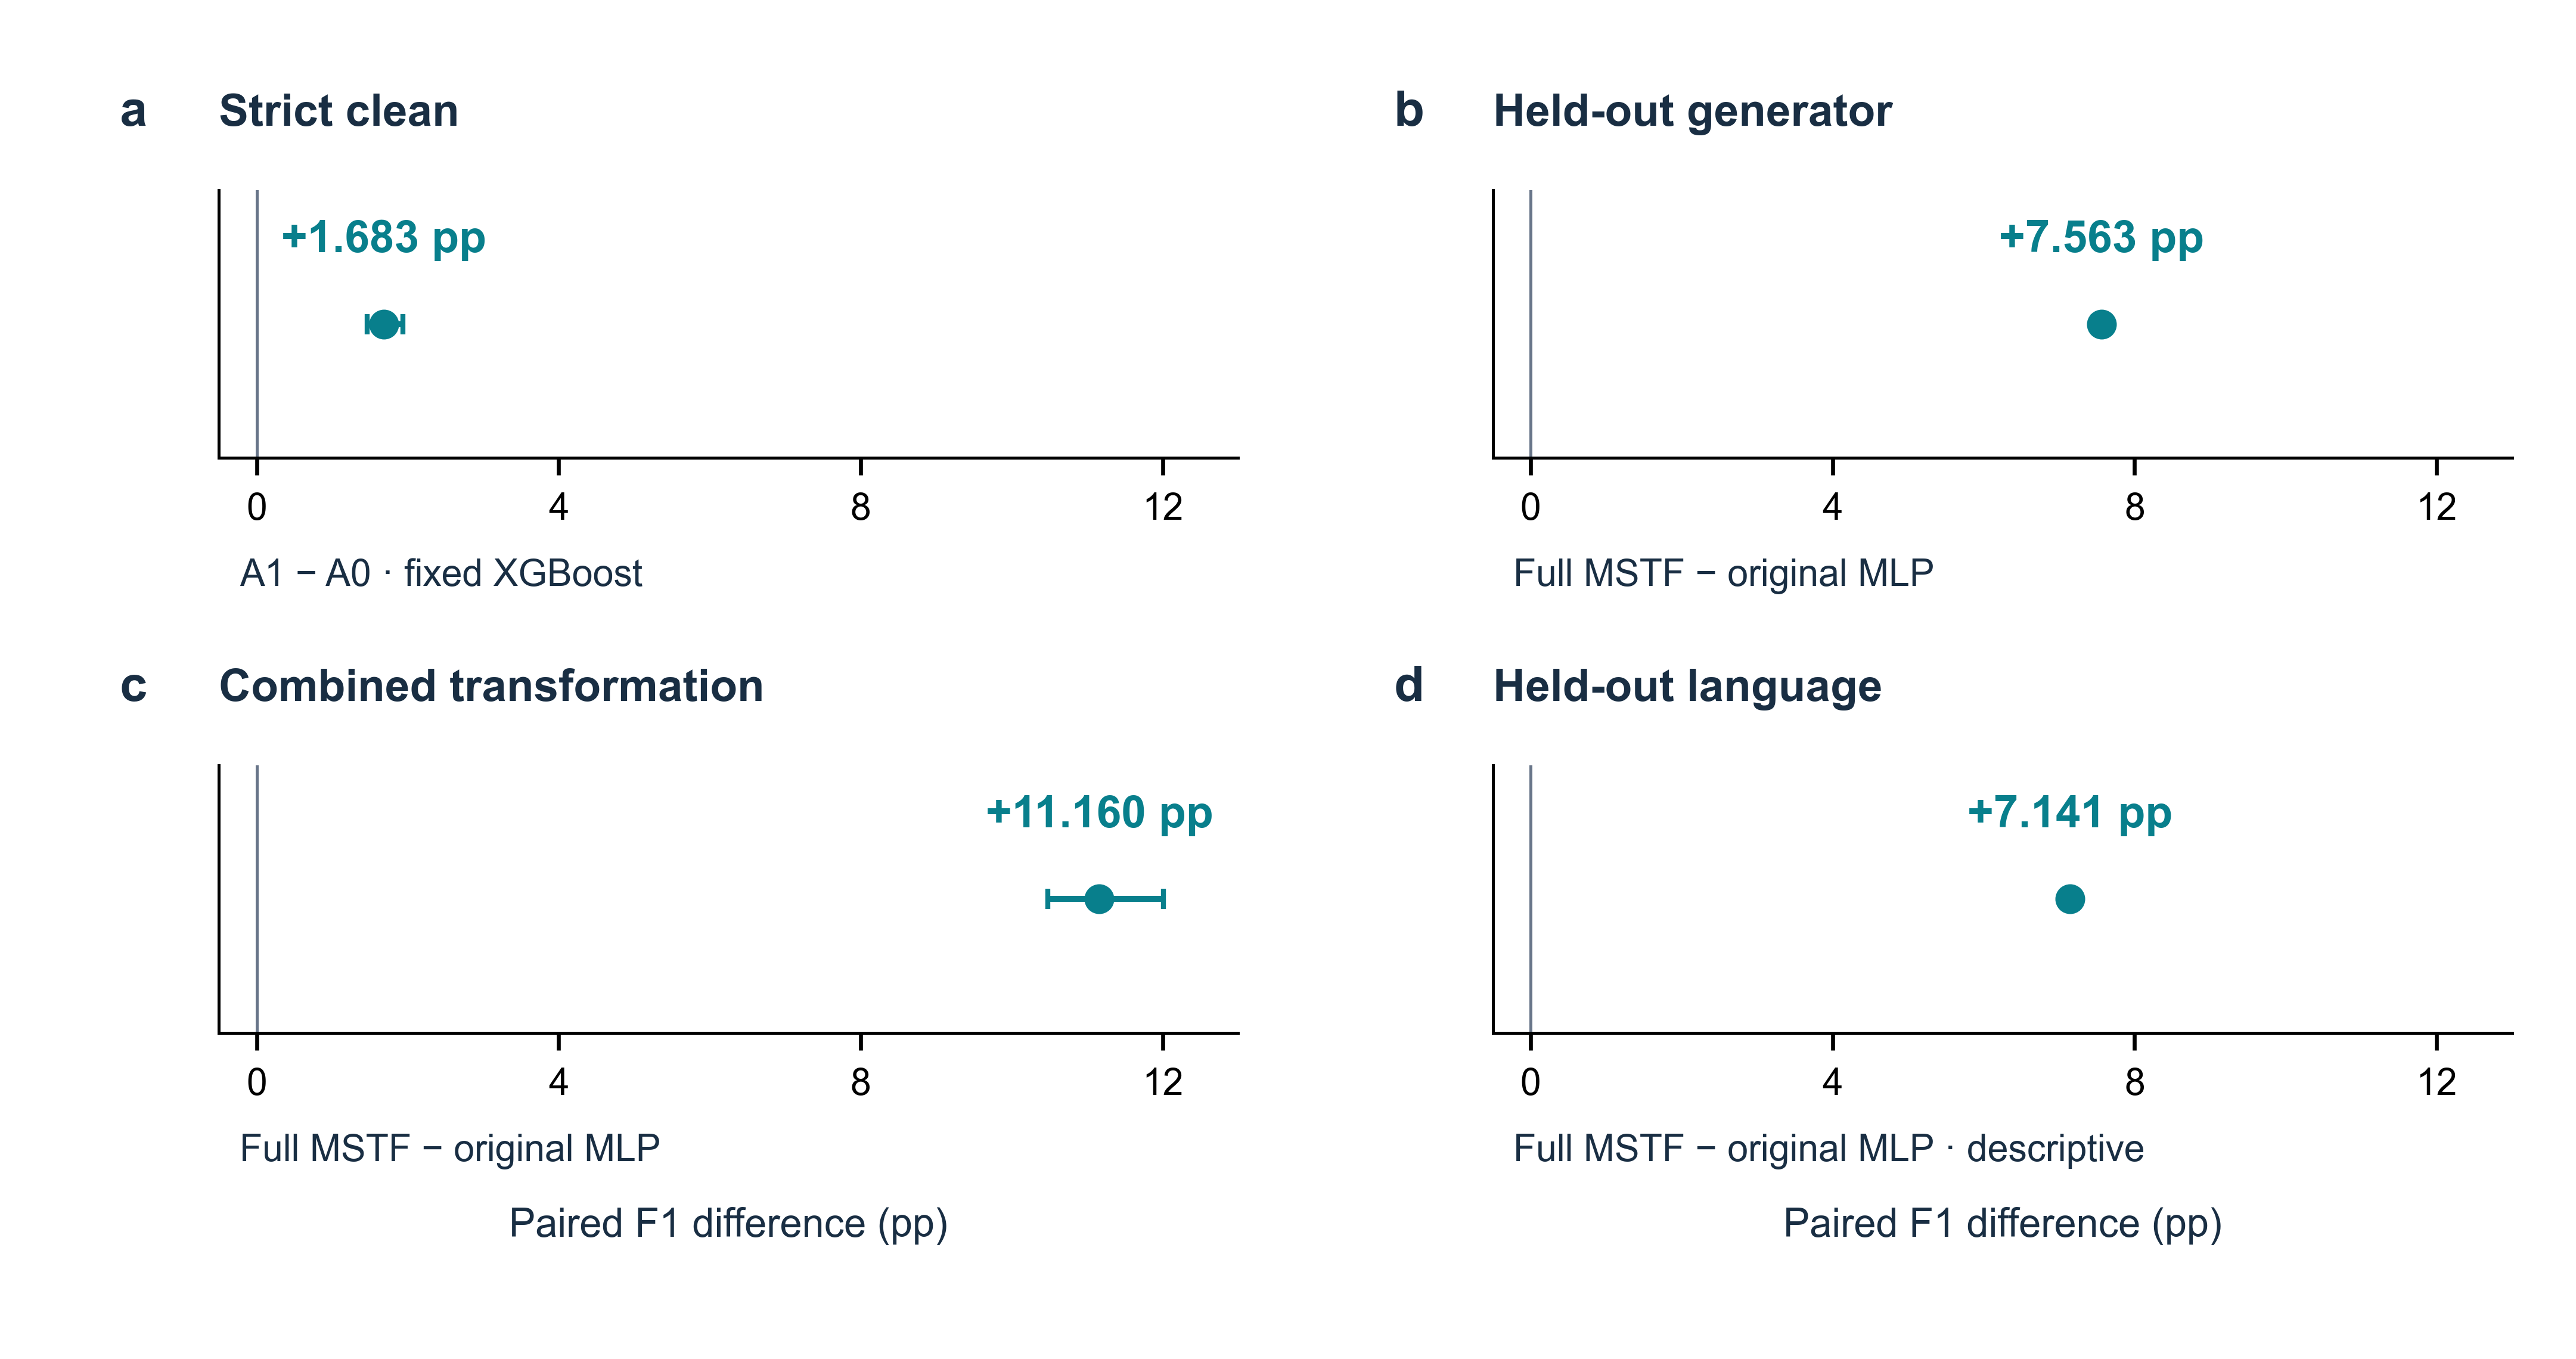 a Strict clean
+1.683 pp
0 4 8 12
A1 − A0 · fixed XGBoost
b Held-out generator
+7.563 pp
0 4 8 12
Full MSTF − original MLP
c Combined transformation
+11.160 pp
0 4 8 12
Full MSTF − original MLP
Paired F1 difference (pp)
d Held-out language
+7.141 pp
0 4 8 12
Full MSTF − original MLP · descriptive
Paired F1 difference (pp)